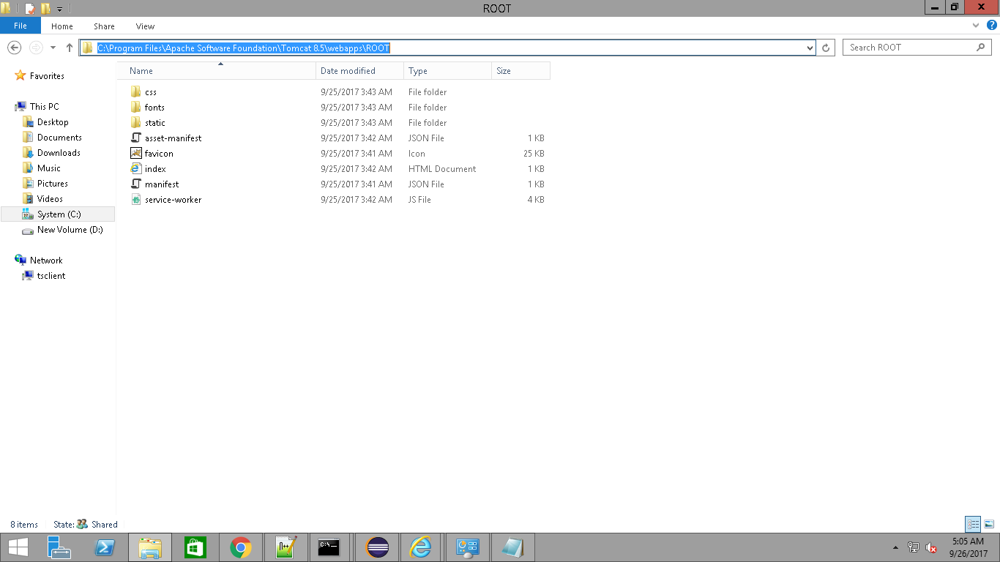 ROOT
File Home Share View
C:\Program Files\Apache Software Foundation\Tomcat 8.5\webapps\ROOT
Search ROOT
Name Date modified Type Size
Favorites
This PC
Desktop
Documents
Downloads
Music
Pictures
Videos
System (C:)
New Volume (D:)
Network
tsclient
css 9/25/2017 3:43 AM File folder
fonts 9/25/2017 3:43 AM File folder
static 9/25/2017 3:43 AM File folder
asset-manifest 9/25/2017 3:42 AM JSON File 1 KB
favicon 9/25/2017 3:41 AM Icon 25 KB
index 9/25/2017 3:42 AM HTML Document 1 KB
manifest 9/25/2017 3:41 AM JSON File 1 KB
service-worker 9/25/2017 3:42 AM JS File 4 KB
8 items State: Shared
5:05 AM
9/26/2017